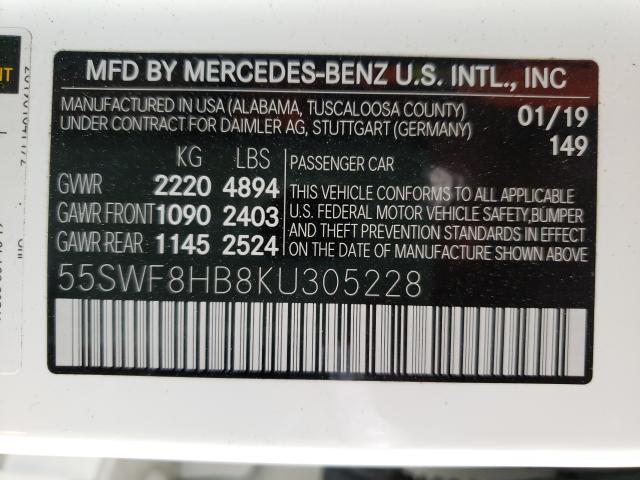 MFD BY MERCEDES-BENZ U.S. INTL., INC
MANUFACTURED IN USA (ALABAMA, TUSCALOOSA COUNTY)
UNDER CONTRACT FOR DAIMLER AG, STUTTGART (GERMANY)
01/19
149
KG LBS
GVWR 2220 4894
GAWR FRONT 1090 2403
GAWR REAR 1145 2524
PASSENGER CAR
THIS VEHICLE CONFORMS TO ALL APPLICABLE
U.S. FEDERAL MOTOR VEHICLE SAFETY, BUMPER
AND THEFT PREVENTION STANDARDS IN EFFECT
ON THE DATE OF MANUFACTURE SHOWN ABOVE
55SWF8HB8KU305228